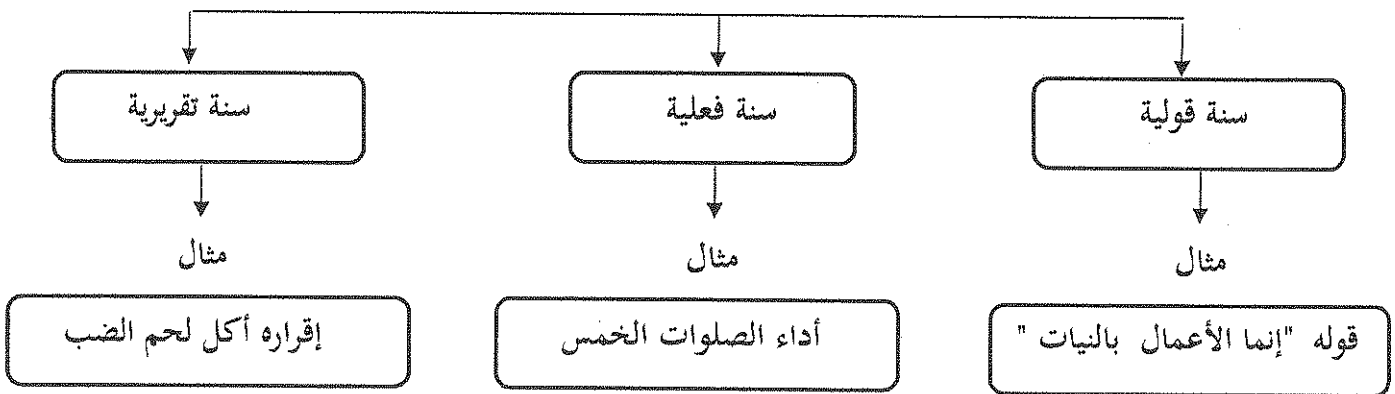 سنة قولية
سنة فعلية
سنة تقريرية
مثال
مثال
مثال
قوله "إنما الأعمال بالنيات "
أداء الصلوات الخمس
إقراره أكل لحم الضب